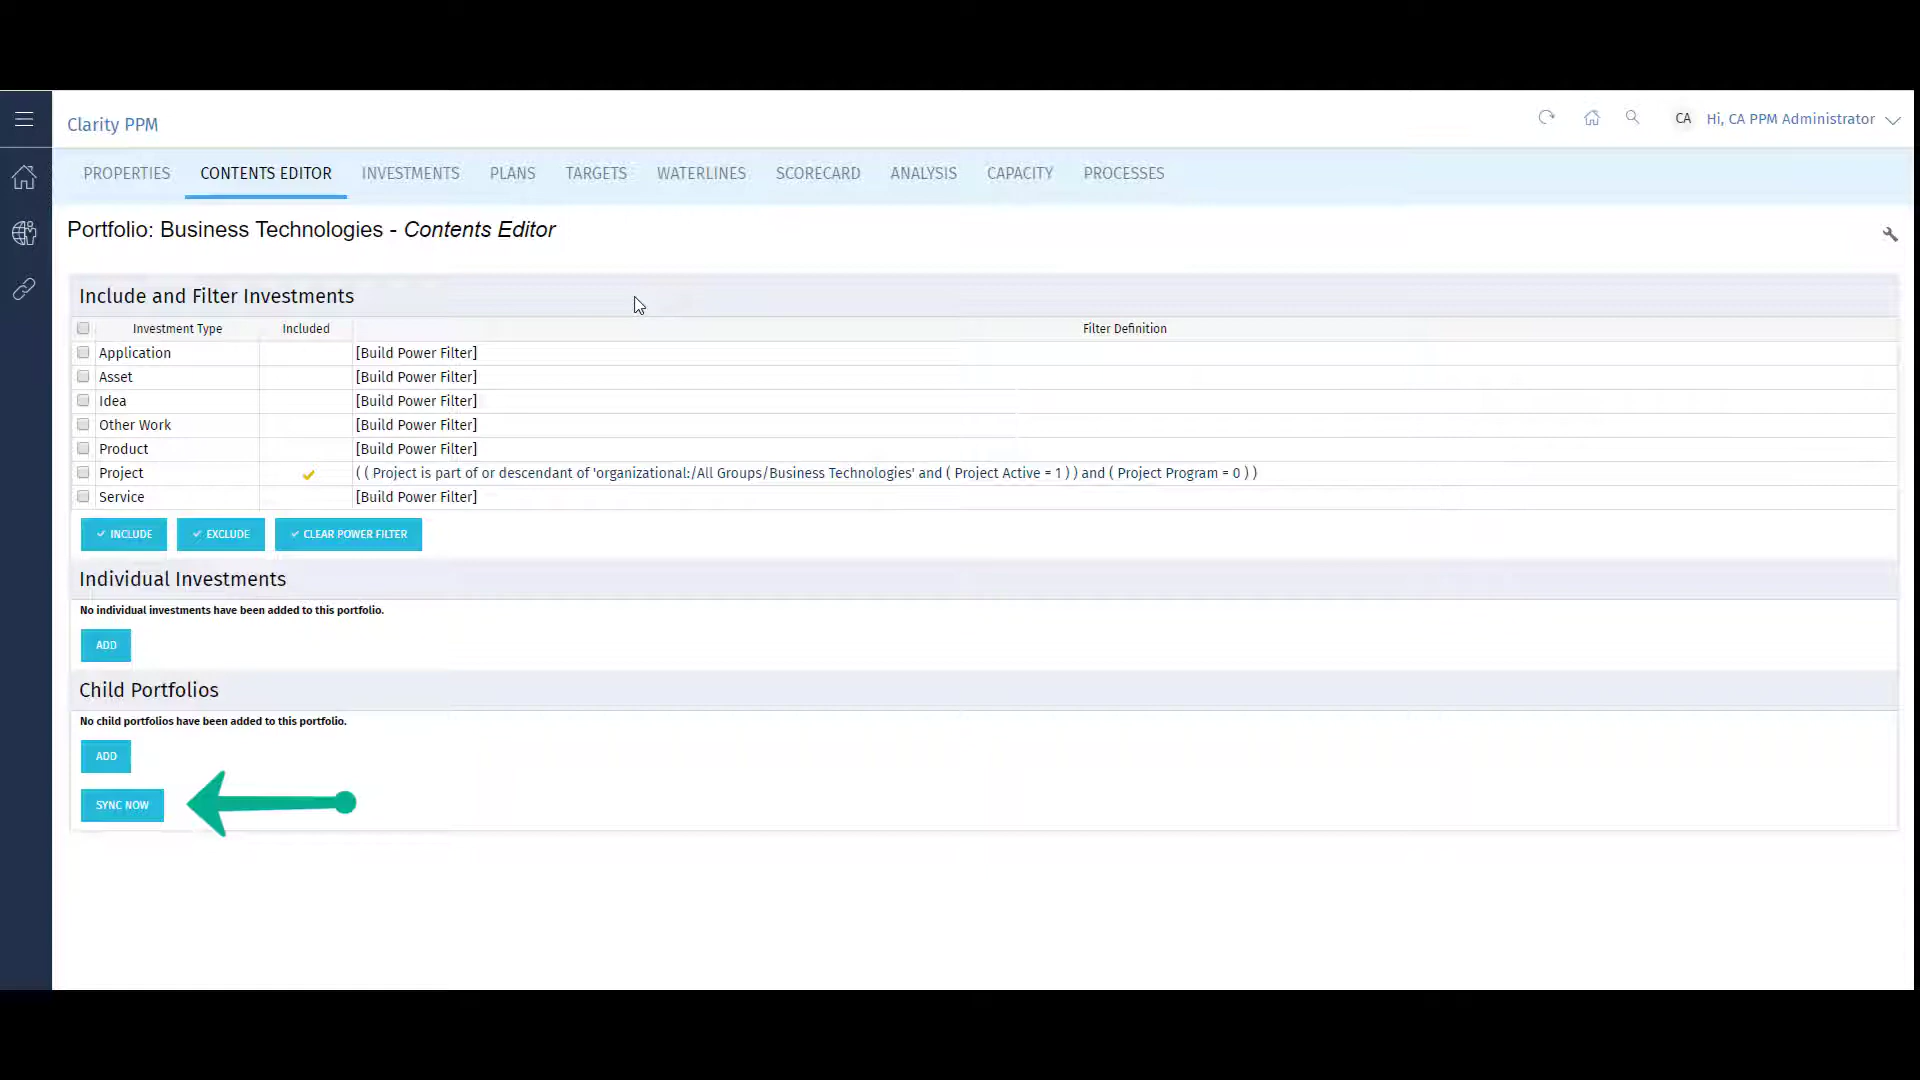 Clarity PPM
CA Hi, CA PPM Administrator
PROPERTIES CONTENTS EDITOR INVESTMENTS PLANS TARGETS WATERLINES SCORECARD ANALYSIS CAPACITY PROCESSES
Portfolio: Business Technologies - Contents Editor
Include and Filter Investments
Investment Type Included Filter Definition
Application [Build Power Filter]
Asset [Build Power Filter]
Idea [Build Power Filter]
Other Work [Build Power Filter]
Product [Build Power Filter]
Project ( ( Project is part of or descendant of 'organizational:/All Groups/Business Technologies' and ( Project Active = 1 ) ) and ( Project Program = 0 ) )
Service [Build Power Filter]
INCLUDE EXCLUDE CLEAR POWER FILTER
Individual Investments
No individual investments have been added to this portfolio.
ADD
Child Portfolios
No child portfolios have been added to this portfolio.
ADD
SYNC NOW